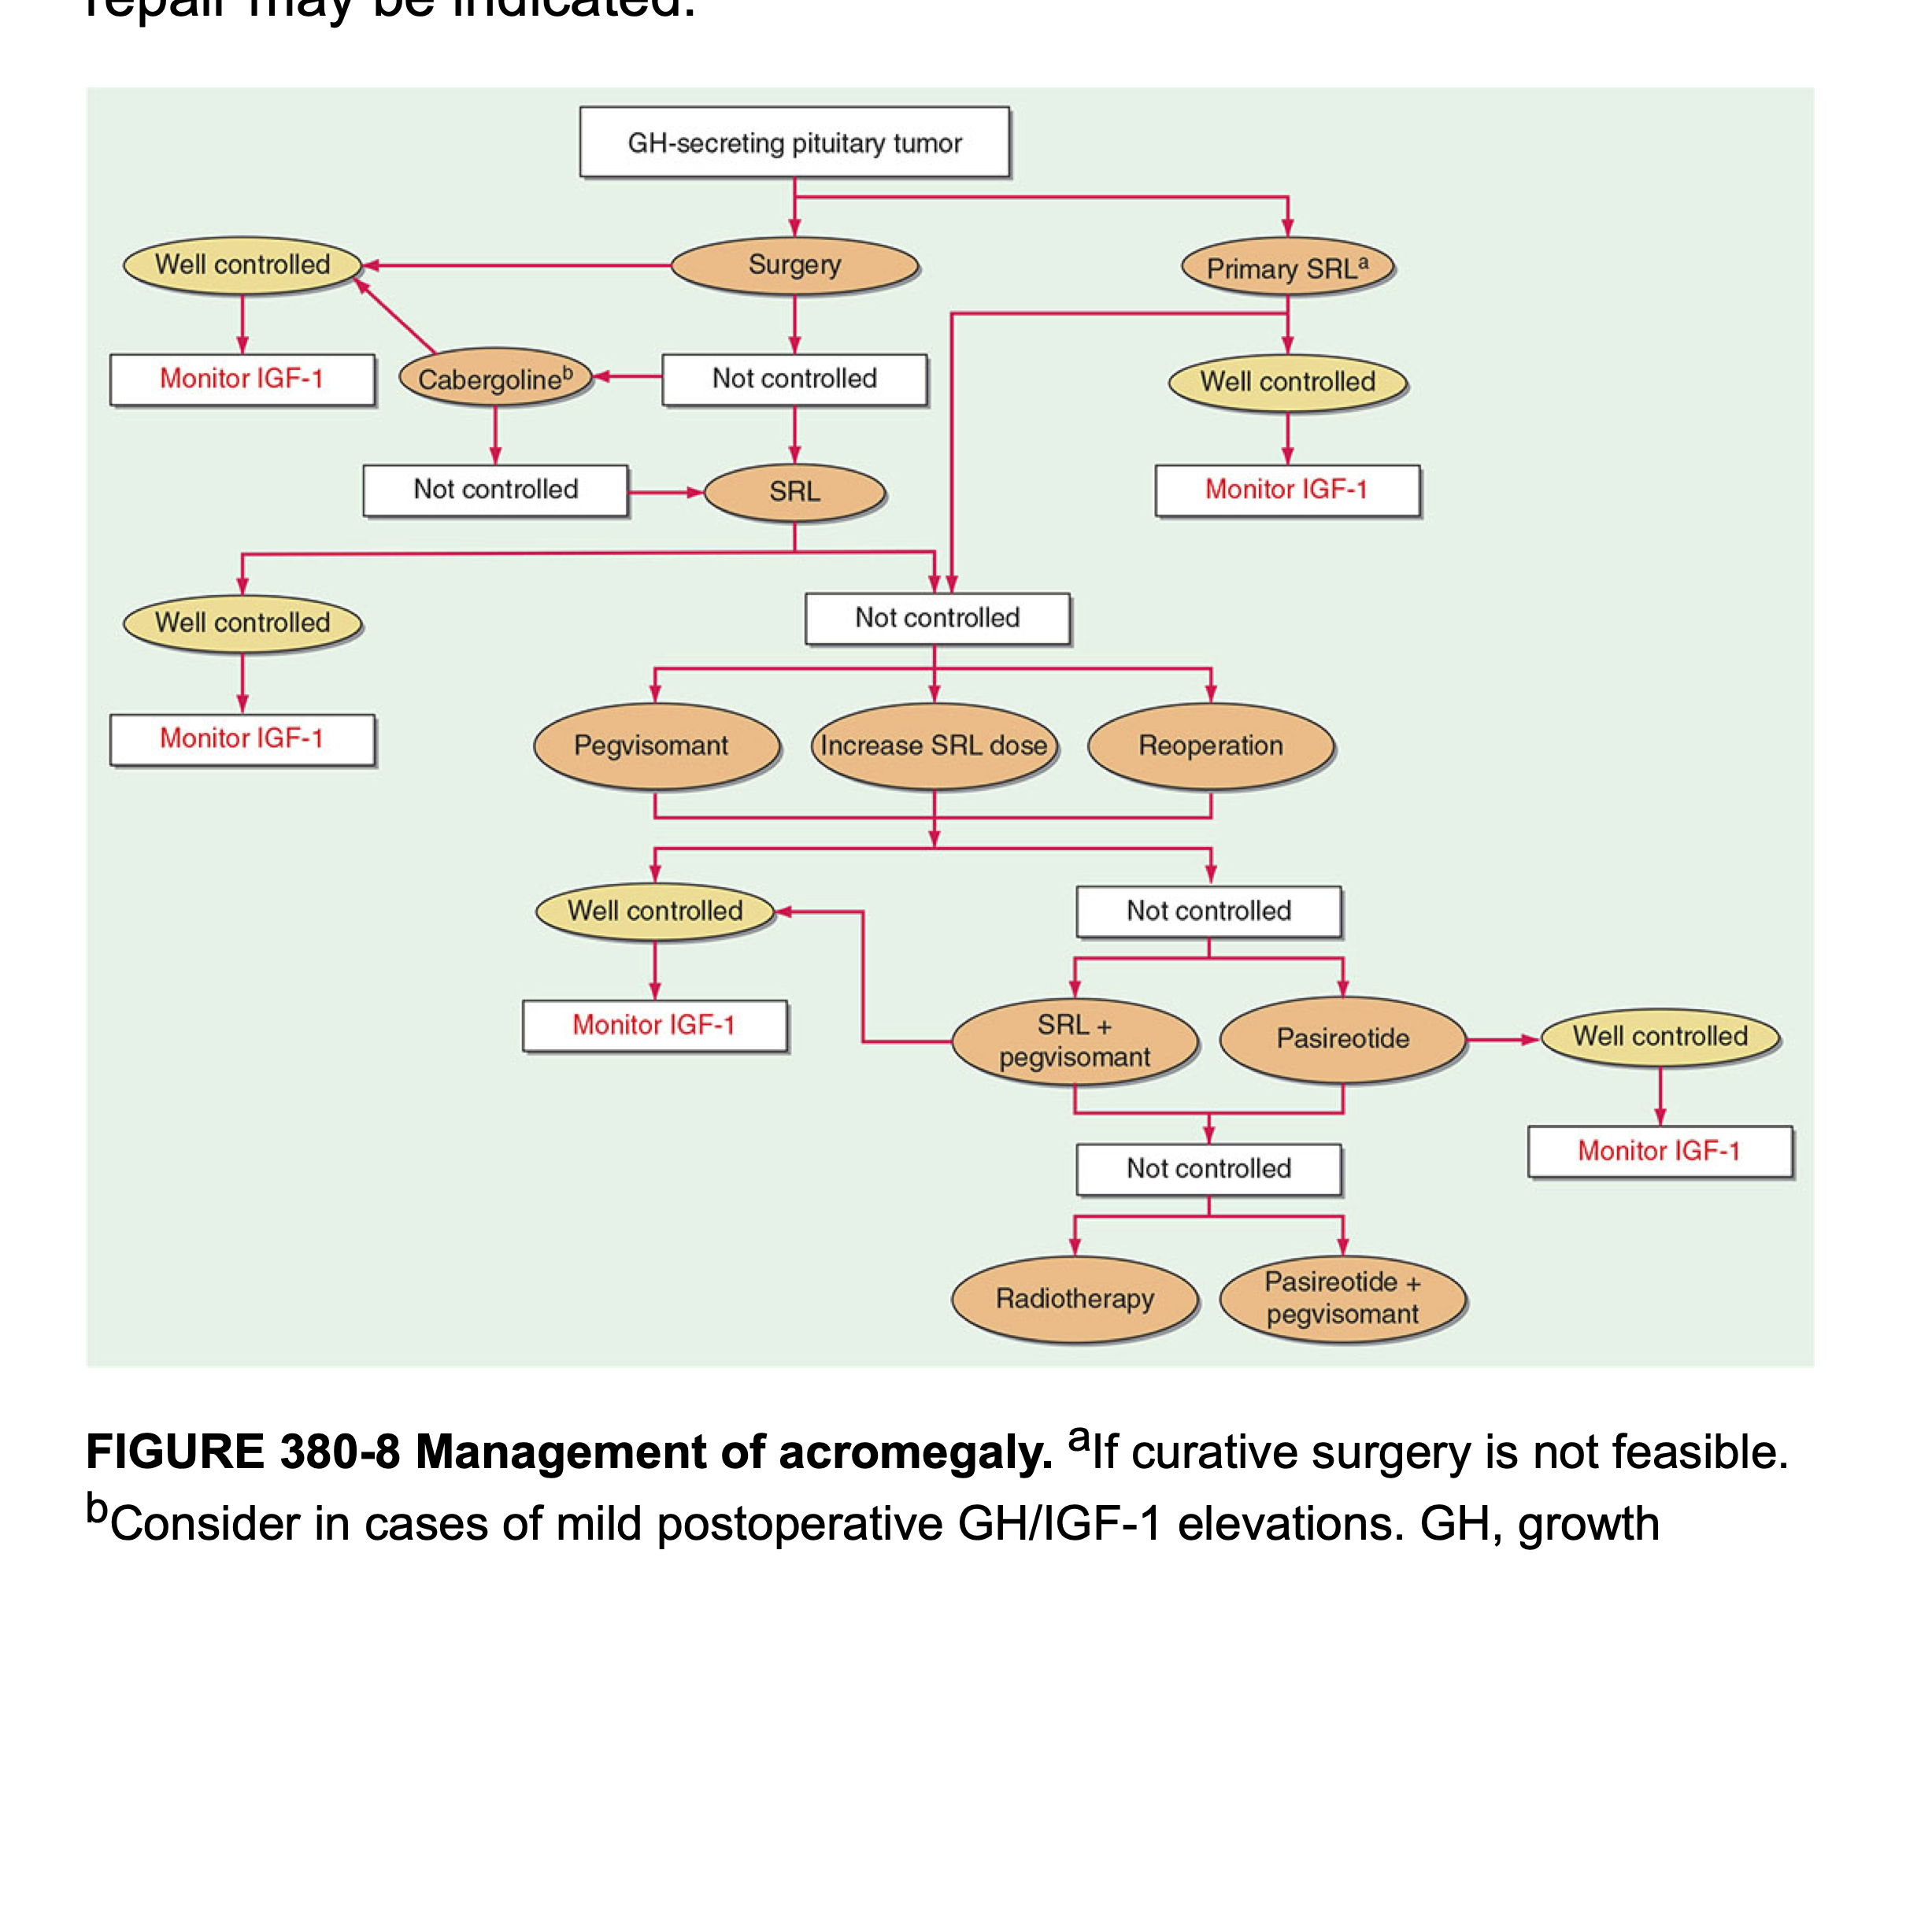 repair may be indicated.
GH-secreting pituitary tumor
Well controlled
Surgery
Primary SRLᵃ
Monitor IGF-1
Cabergolineᵇ
Not controlled
Well controlled
Not controlled
SRL
Monitor IGF-1
Well controlled
Not controlled
Monitor IGF-1
Pegvisomant
Increase SRL dose
Reoperation
Well controlled
Not controlled
Monitor IGF-1
SRL +
pegvisomant
Pasireotide
Well controlled
Not controlled
Monitor IGF-1
Radiotherapy
Pasireotide +
pegvisomant
FIGURE 380-8 Management of acromegaly. ᵃIf curative surgery is not feasible.
ᵇConsider in cases of mild postoperative GH/IGF-1 elevations. GH, growth